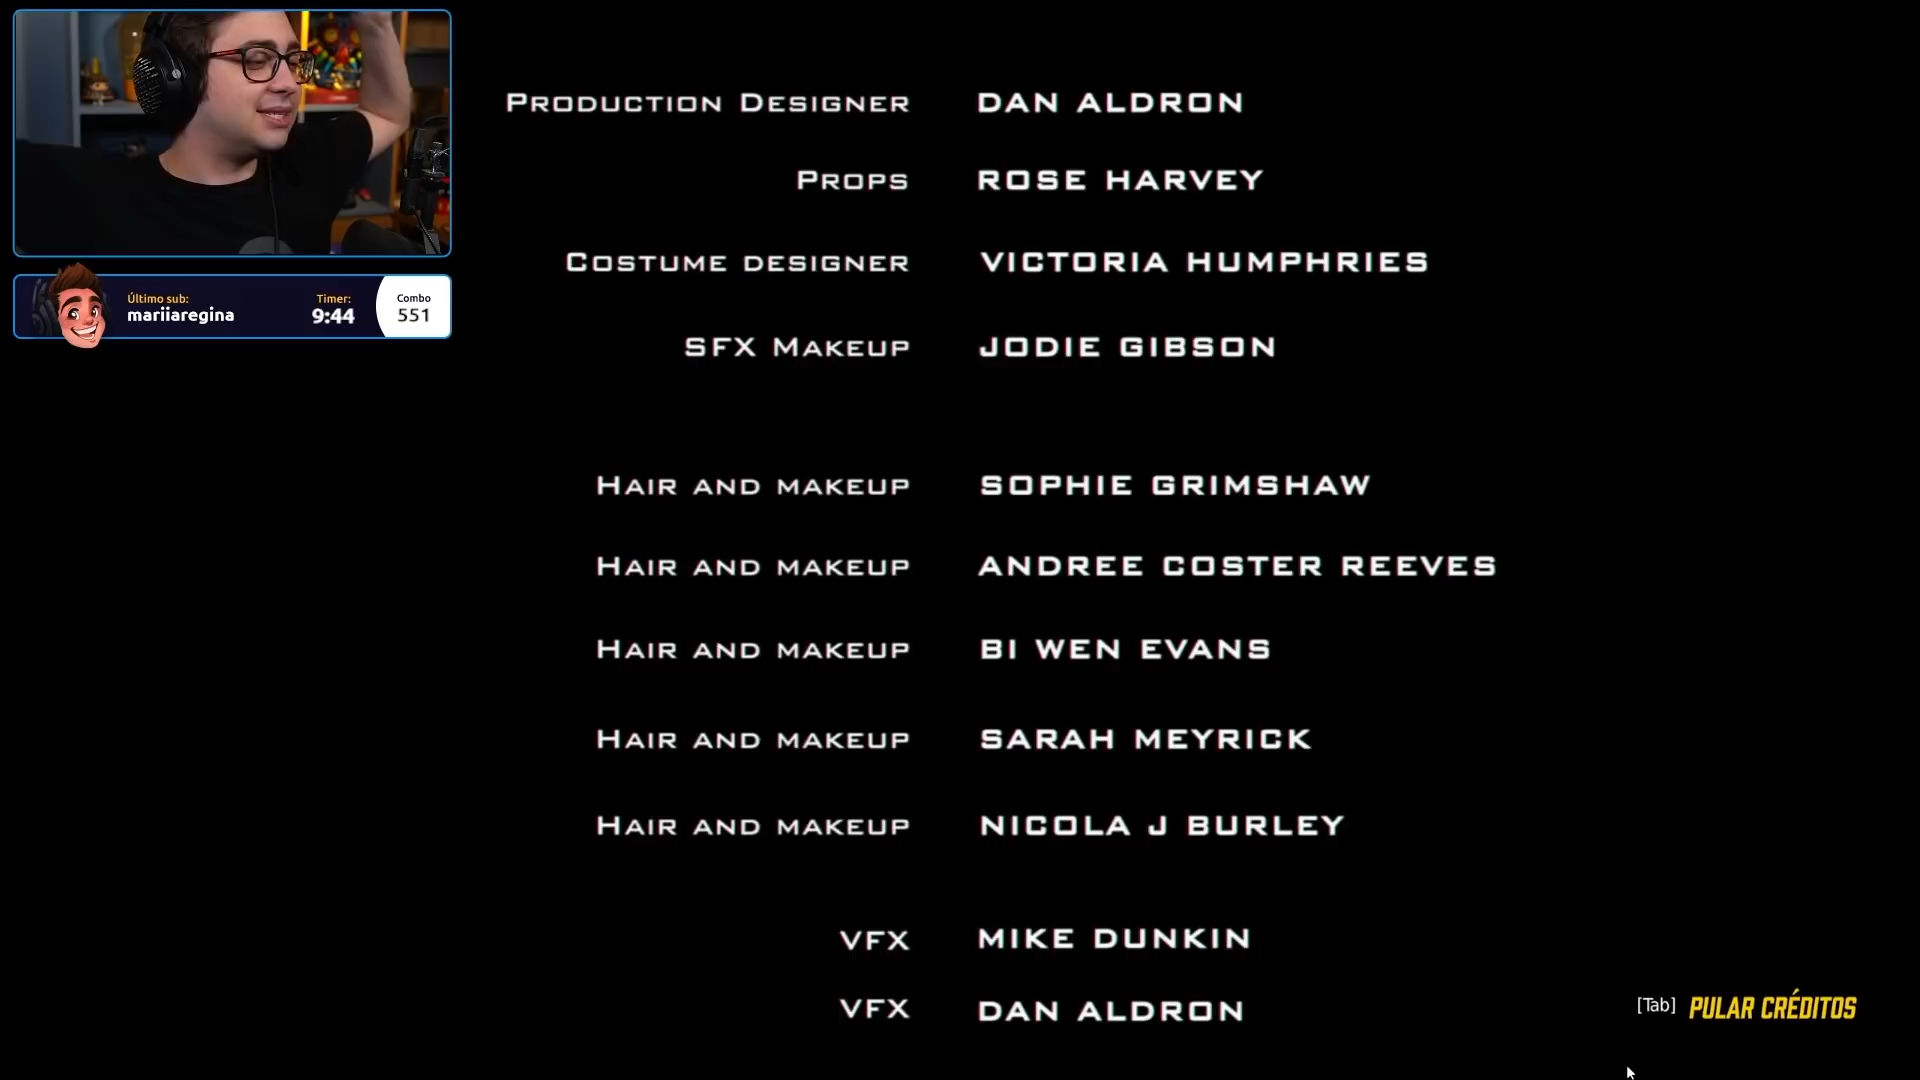 PRODUCTION DESIGNER DAN ALDRON
PROPS ROSE HARVEY
COSTUME DESIGNER VICTORIA HUMPHRIES
SFX MAKEUP JODIE GIBSON
HAIR AND MAKEUP SOPHIE GRIMSHAW
HAIR AND MAKEUP ANDREE COSTER REEVES
HAIR AND MAKEUP BI WEN EVANS
HAIR AND MAKEUP SARAH MEYRICK
HAIR AND MAKEUP NICOLA J BURLEY
VFX MIKE DUNKIN
VFX DAN ALDRON
Último sub:
mariiaregina
Timer:
9:44
Combo
551
[Tab] PULAR CRÉDITOS